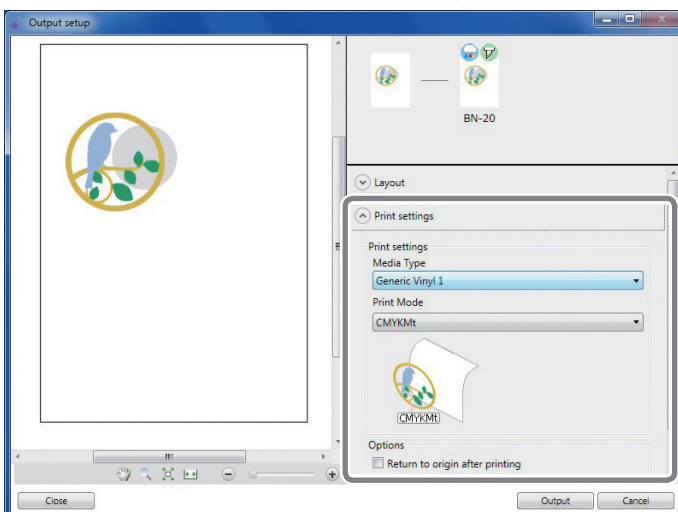 Output setup
BN-20
Layout
Print settings
Print settings
Media Type
Generic Vinyl 1
Print Mode
CMYKMt
CMYKMt
Options
Return to origin after printing
Close
Output
Cancel